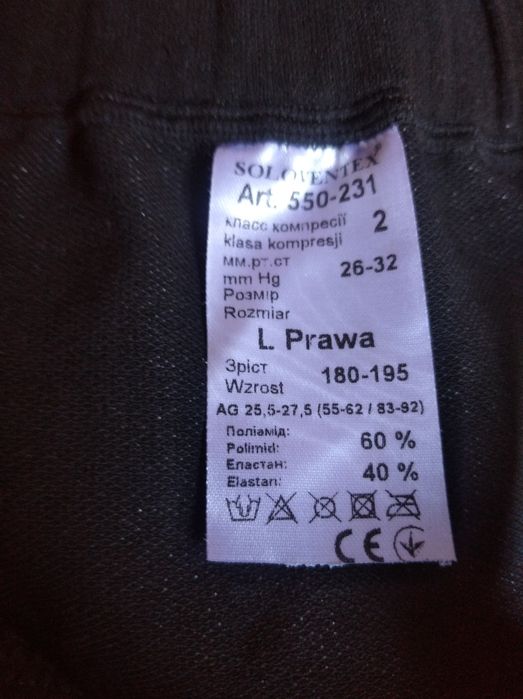 SOLOVENTEX
Art. 550-231
класс компресії 2
klasa kompresji
мм.рт.ст 26-32
mm Hg
Розмір
Rozmiar
L Prawa
Зріст 180-195
Wzrost
AG 25,5-27,5 (55-62 / 83-92)
Поліамід: 60 %
Polimid:
Еластан: 40 %
Elastan:
CE